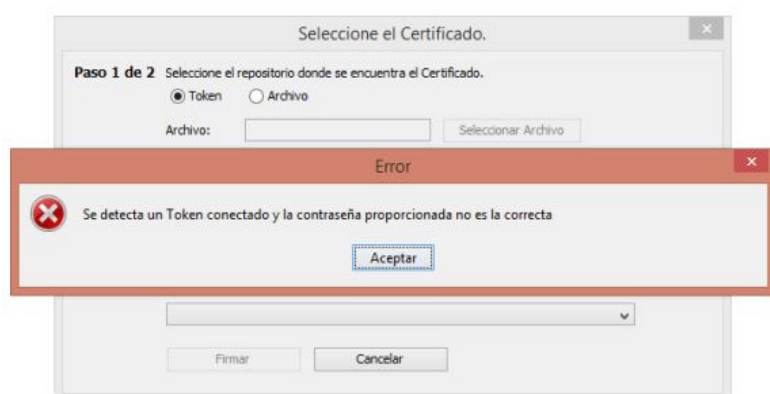 Seleccione el Certificado.
Paso 1 de 2 Seleccione el repositorio donde se encuentra el Certificado.
Token Archivo
Archivo: Seleccionar Archivo
Error
Se detecta un Token conectado y la contraseña proporcionada no es la correcta
Aceptar
Firmar Cancelar